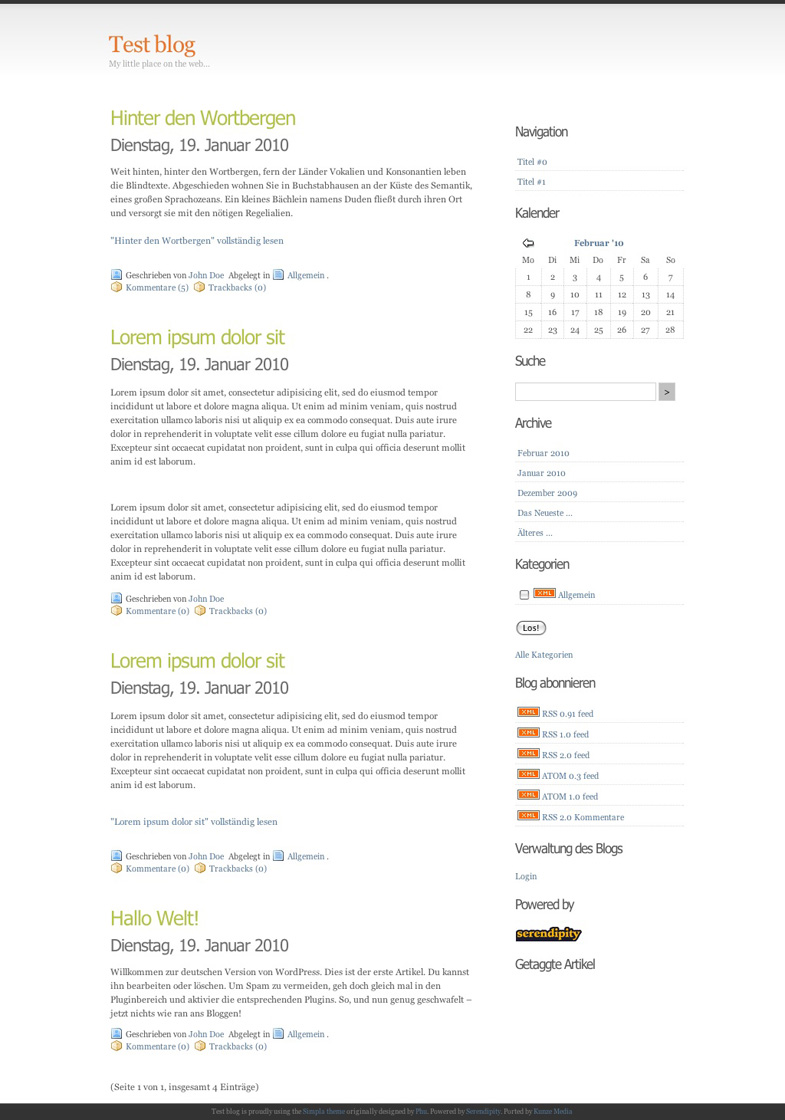 Test blog
My little place on the web...
Hinter den Wortbergen
Dienstag, 19. Januar 2010
Weit hinten, hinter den Wortbergen, fern der Länder Vokalien und Konsonantien leben
die Blindtexte. Abgeschieden wohnen Sie in Buchstabhausen an der Küste des Semantik,
eines großen Sprachozeans. Ein kleines Bächlein namens Duden fließt durch ihren Ort
und versorgt sie mit den nötigen Regelialien.
"Hinter den Wortbergen" vollständig lesen
Geschrieben von John Doe Abgelegt in Allgemein .
Kommentare (5) Trackbacks (0)
Lorem ipsum dolor sit
Dienstag, 19. Januar 2010
Lorem ipsum dolor sit amet, consectetur adipisicing elit, sed do eiusmod tempor
incididunt ut labore et dolore magna aliqua. Ut enim ad minim veniam, quis nostrud
exercitation ullamco laboris nisi ut aliquip ex ea commodo consequat. Duis aute irure
dolor in reprehenderit in voluptate velit esse cillum dolore eu fugiat nulla pariatur.
Excepteur sint occaecat cupidatat non proident, sunt in culpa qui officia deserunt mollit
anim id est laborum.
Lorem ipsum dolor sit amet, consectetur adipisicing elit, sed do eiusmod tempor
incididunt ut labore et dolore magna aliqua. Ut enim ad minim veniam, quis nostrud
exercitation ullamco laboris nisi ut aliquip ex ea commodo consequat. Duis aute irure
dolor in reprehenderit in voluptate velit esse cillum dolore eu fugiat nulla pariatur.
Excepteur sint occaecat cupidatat non proident, sunt in culpa qui officia deserunt mollit
anim id est laborum.
Geschrieben von John Doe
Kommentare (0) Trackbacks (0)
Lorem ipsum dolor sit
Dienstag, 19. Januar 2010
Lorem ipsum dolor sit amet, consectetur adipisicing elit, sed do eiusmod tempor
incididunt ut labore et dolore magna aliqua. Ut enim ad minim veniam, quis nostrud
exercitation ullamco laboris nisi ut aliquip ex ea commodo consequat. Duis aute irure
dolor in reprehenderit in voluptate velit esse cillum dolore eu fugiat nulla pariatur.
Excepteur sint occaecat cupidatat non proident, sunt in culpa qui officia deserunt mollit
anim id est laborum.
"Lorem ipsum dolor sit" vollständig lesen
Geschrieben von John Doe Abgelegt in Allgemein .
Kommentare (0) Trackbacks (0)
Hallo Welt!
Dienstag, 19. Januar 2010
Willkommen zur deutschen Version von WordPress. Dies ist der erste Artikel. Du kannst
ihn bearbeiten oder löschen. Um Spam zu vermeiden, geh doch gleich mal in den
Pluginbereich und aktivier die entsprechenden Plugins. So, und nun genug geschwafelt –
jetzt nichts wie ran ans Bloggen!
Geschrieben von John Doe Abgelegt in Allgemein .
Kommentare (0) Trackbacks (0)
(Seite 1 von 1, insgesamt 4 Einträge)
Navigation
Titel #0
Titel #1
Kalender
Februar '10
Mo Di Mi Do Fr Sa So
1 2 3 4 5 6 7
8 9 10 11 12 13 14
15 16 17 18 19 20 21
22 23 24 25 26 27 28
Suche
>
Archive
Februar 2010
Januar 2010
Dezember 2009
Das Neueste ...
Älteres ...
Kategorien
XML Allgemein
Los!
Alle Kategorien
Blog abonnieren
XML RSS 0.91 feed
XML RSS 1.0 feed
XML RSS 2.0 feed
XML ATOM 0.3 feed
XML ATOM 1.0 feed
XML RSS 2.0 Kommentare
Verwaltung des Blogs
Login
Powered by
serendipity
Getaggte Artikel
Test blog is proudly using the Simpla theme originally designed by Phu. Powered by Serendipity. Ported by Kunze Media